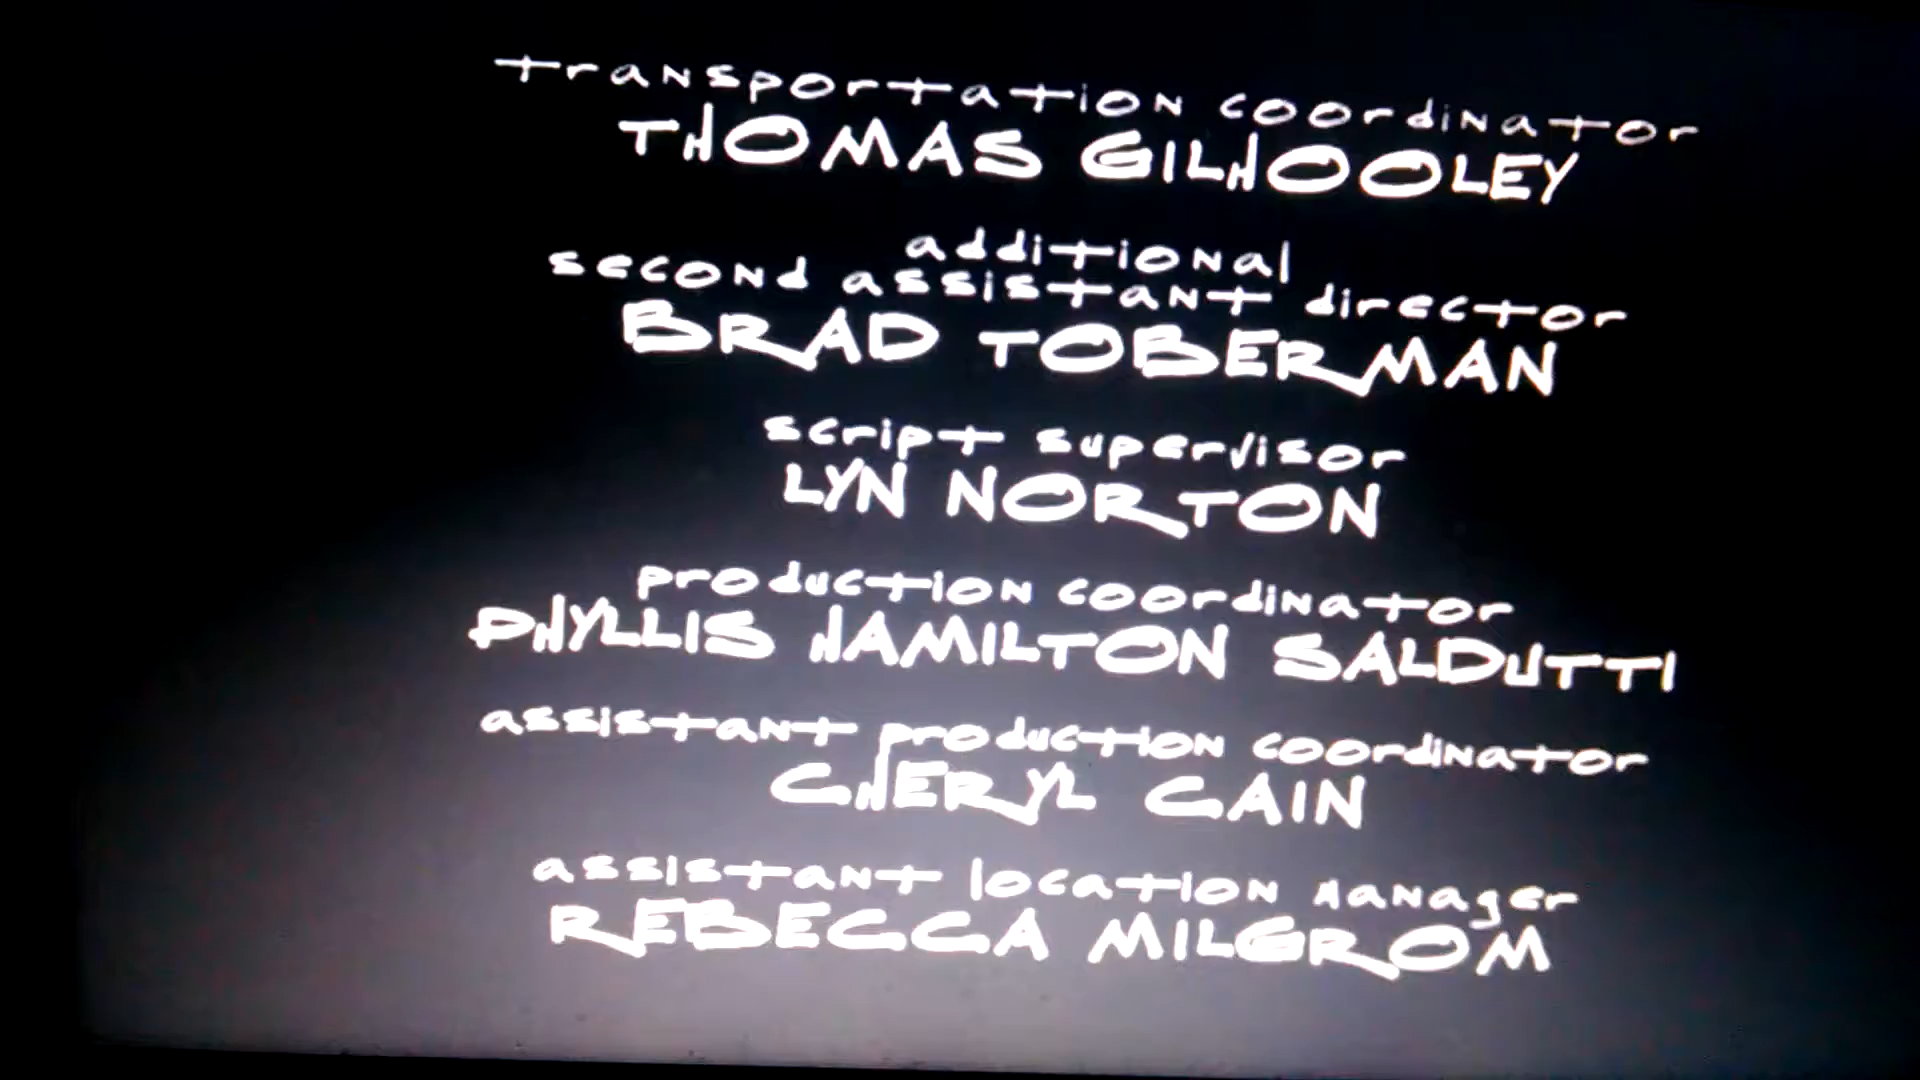 transportation coordinator
THOMAS GILHOOLEY
additional
second assistant director
BRAD TOBERMAN
script supervisor
LYN NORTON
production coordinator
PHYLLIS HAMILTON SALDUTTI
assistant production coordinator
CHERYL CAIN
assistant location manager
REBECCA MILGROM